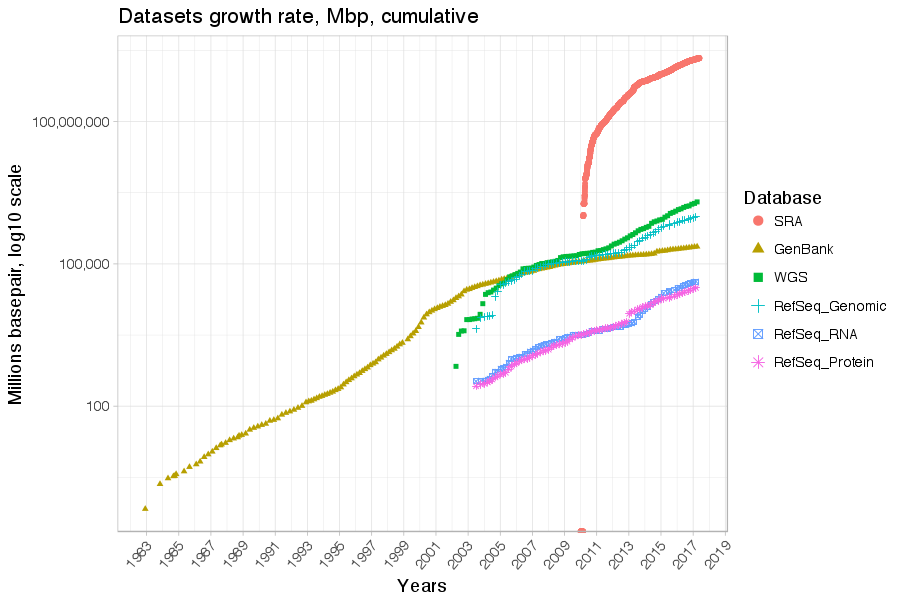 Datasets growth rate, Mbp, cumulative
Millions basepair, log10 scale
100,000,000
100,000
100
1983
1985
1987
1989
1991
1993
1995
1997
1999
2001
2003
2005
2007
2009
2011
2013
2015
2017
2019
Years
Database
SRA
GenBank
WGS
RefSeq_Genomic
RefSeq_RNA
RefSeq_Protein